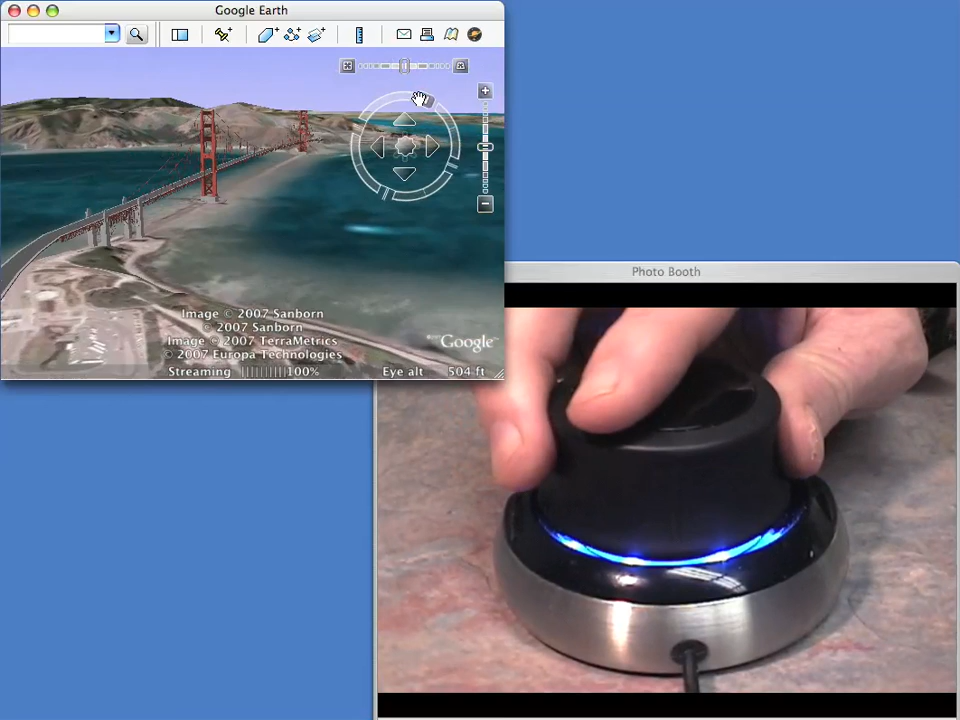 Google Earth
Image © 2007 Sanborn
© 2007 Sanborn
Image © 2007 TerraMetrics
© 2007 Europa Technologies
Google™
Streaming ||||||||| 100%
Eye alt 504 ft
Photo Booth